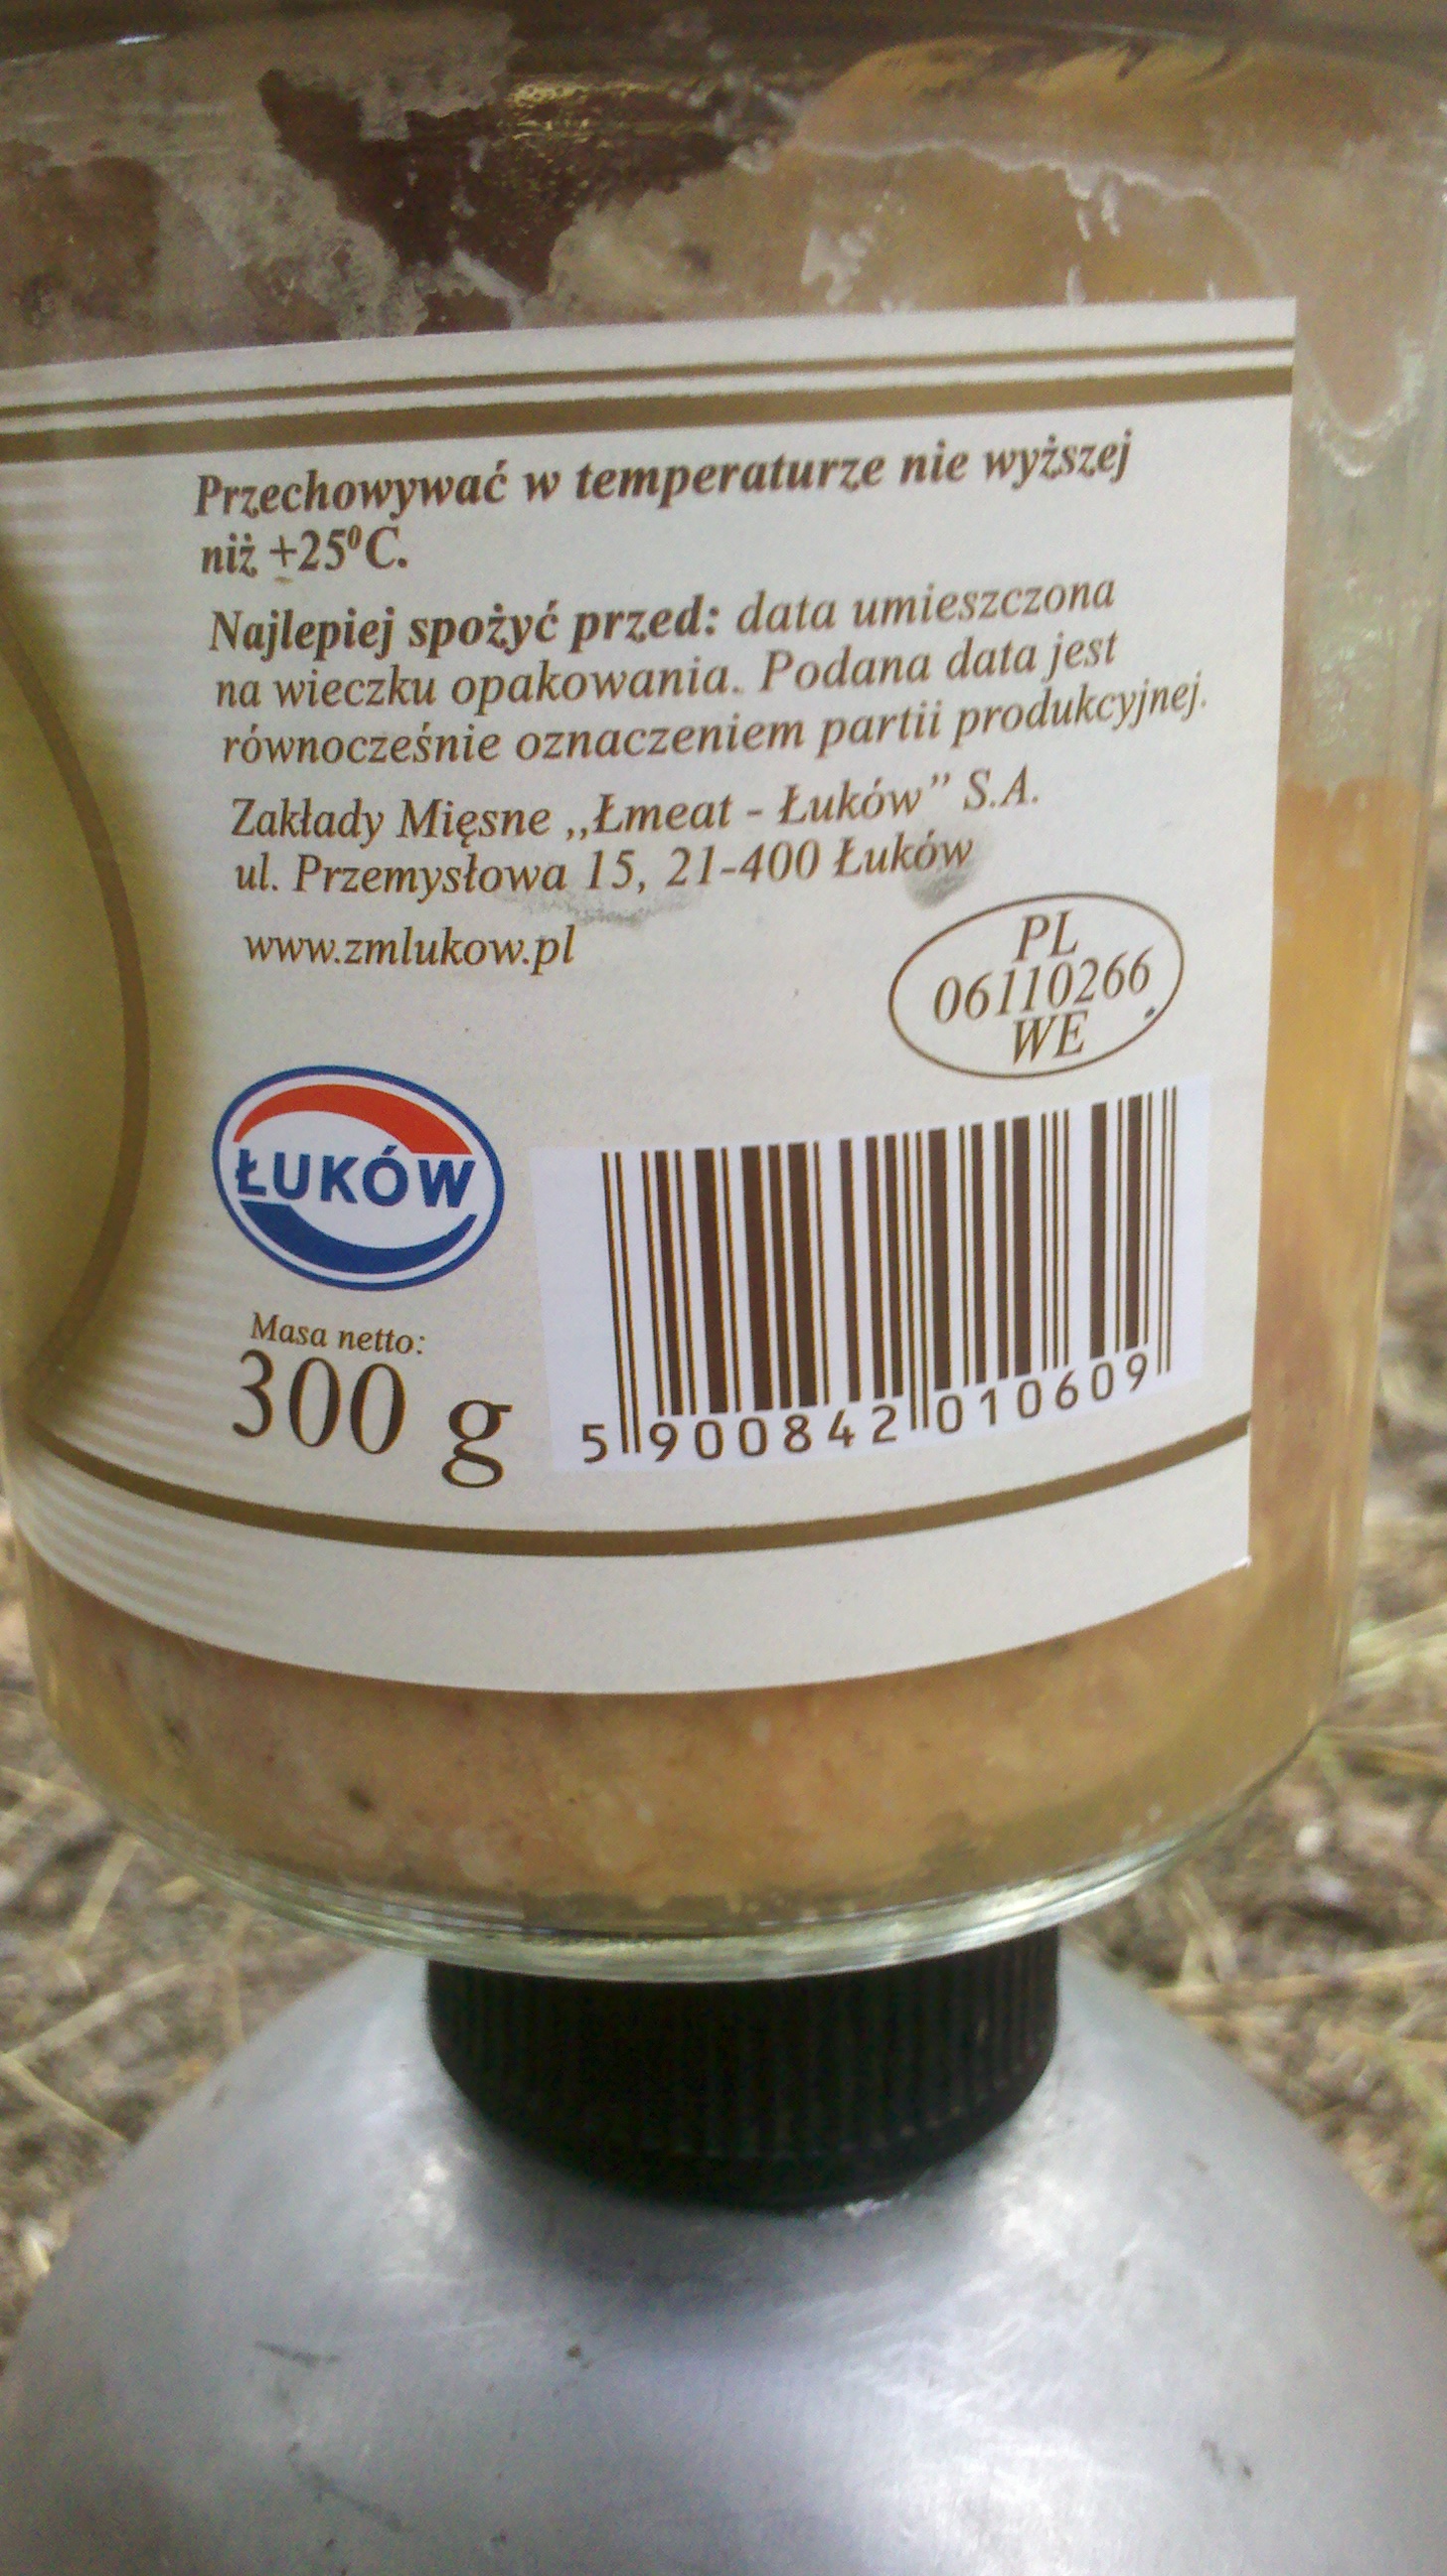 Przechowywać w temperaturze nie wyższej
niż +25⁰C.
Najlepiej spożyć przed: data umieszczona
na wieczku opakowania. Podana data jest
równocześnie oznaczeniem partii produkcyjnej.
Zakłady Mięsne „Łmeat - Łuków” S.A.
ul. Przemysłowa 15, 21-400 Łuków
www.zmlukow.pl
PL
06110266
WE
ŁUKÓW
Masa netto:
300 g
5 900842 010609